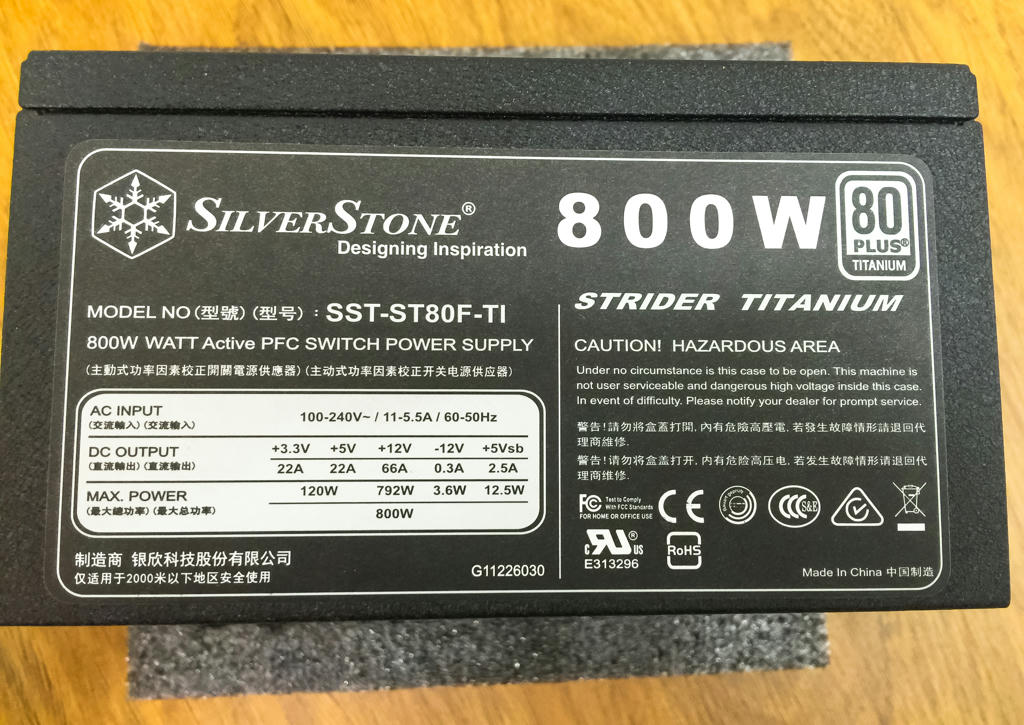 SILVERSTONE®
Designing Inspiration
800W
80
PLUS®
TITANIUM
MODEL NO (型號) (型号) : SST-ST80F-TI
800W WATT Active PFC SWITCH POWER SUPPLY
(主動式功率因素校正開關電源供應器) (主动式功率因素校正开关电源供应器)
AC INPUT
(交流輸入) (交流输入)
100-240V~ / 11-5.5A / 60-50Hz
DC OUTPUT
(直流輸出) (直流输出)
+3.3V +5V +12V -12V +5Vsb
22A 22A 66A 0.3A 2.5A
MAX. POWER
(最大總功率) (最大总功率)
120W 792W 3.6W 12.5W
800W
制造商 银欣科技股份有限公司
仅适用于2000米以下地区安全使用
G11226030
STRIDER TITANIUM
CAUTION! HAZARDOUS AREA
Under no circumstance is this case to be open. This machine is
not user serviceable and dangerous high voltage inside this case.
In event of difficulty. Please notify your dealer for prompt service.
警告!請勿將盒蓋打開, 內有危險高壓電, 若發生故障情形請退回代
理商維修.
警告!请勿将盒盖打开, 内有危险高压电, 若发生故障情形请退回代
理商维修.
FC Test to Comply
With FCC Standards
FOR HOME OR OFFICE USE
CE
CCC S&E
c RU ® US
E313296
RoHS
Made In China 中国制造